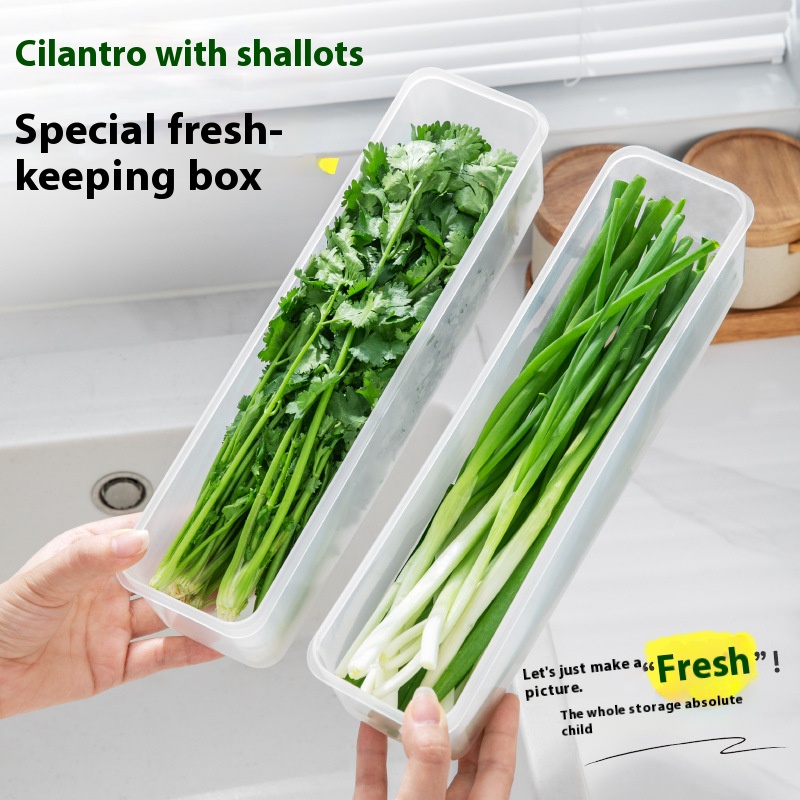 Cilantro with shallots
Special fresh-
keeping box
Let's just make a “Fresh” !
picture.
The whole storage absolute
child